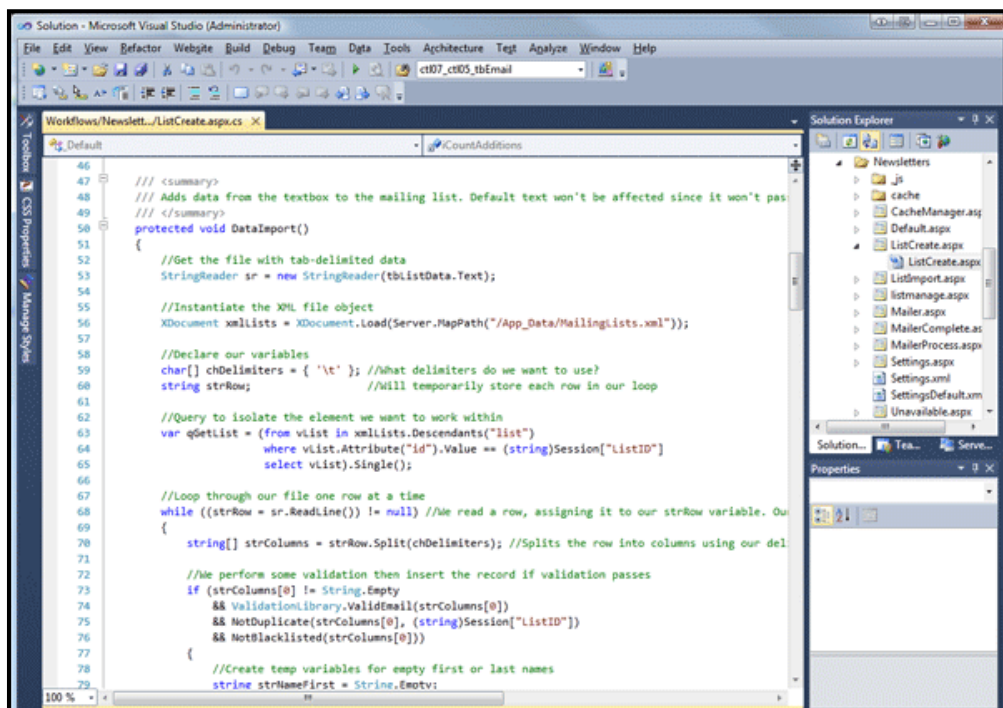 Solution - Microsoft Visual Studio (Administrator)
File Edit View Refactor Website Build Debug Team Data Tools Architecture Test Analyze Window Help
ctl07_ctl05_tbEmail
Workflows/Newslett.../ListCreate.aspx.cs
_Default
iCountAdditions
46
47 /// <summary>
48 /// Adds data from the textbox to the mailing list. Default text won't be affected since it won't pas
49 /// </summary>
50 protected void DataImport()
51 {
52 //Get the file with tab-delimited data
53 StringReader sr = new StringReader(tbListData.Text);
54
55 //Instantiate the XML file object
56 XDocument xmlLists = XDocument.Load(Server.MapPath("/App_Data/MailingLists.xml"));
57
58 //Declare our variables
59 char[] chDelimiters = { '\t' }; //What delimiters do we want to use?
60 string strRow; //Will temporarily store each row in our loop
61
62 //Query to isolate the element we want to work within
63 var qGetList = (from vList in xmlLists.Descendants("list")
64 where vList.Attribute("id").Value == (string)Session["ListID"]
65 select vList).Single();
66
67 //Loop through our file one row at a time
68 while ((strRow = sr.ReadLine()) != null) //We read a row, assigning it to our strRow variable. Ou
69 {
70 string[] strColumns = strRow.Split(chDelimiters); //Splits the row into columns using our del
71
72 //We perform some validation then insert the record if validation passes
73 if (strColumns[0] != String.Empty
74 && ValidationLibrary.ValidEmail(strColumns[0])
75 && NotDuplicate(strColumns[0], (string)Session["ListID"])
76 && NotBlacklisted(strColumns[0]))
77 {
78 //Create temp variables for empty first or last names
79 string strNameFirst = String.Empty;
100 %
Toolbox
CSS Properties
Manage Styles
Solution Explorer
Newsletters
_js
cache
CacheManager.asp
Default.aspx
ListCreate.aspx
ListCreate.aspx
ListImport.aspx
listmanage.aspx
Mailer.aspx
MailerComplete.as
MailerProcess.aspx
Settings.aspx
Settings.xml
SettingsDefault.xm
Unavailable.aspx
Solution... Tea... Serve...
Properties